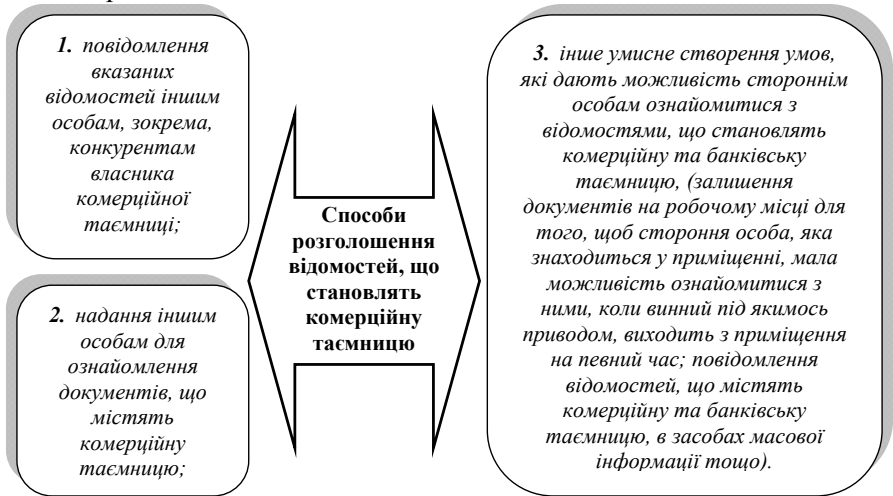 1. повідомлення
вказаних
відомостей іншим
особам, зокрема,
конкурентам
власника
комерційної
таємниці;
2. надання іншим
особам для
ознайомлення
документів, що
містять
комерційну
таємницю;
Способи
розголошення
відомостей, що
становлять
комерційну
таємницю
3. інше умисне створення умов,
які дають можливість стороннім
особам ознайомитися з
відомостями, що становлять
комерційну та банківську
таємницю, (залишення
документів на робочому місці для
того, щоб стороння особа, яка
знаходиться у приміщенні, мала
можливість ознайомитися з
ними, коли винний під якимось
приводом, виходить з приміщення
на певний час; повідомлення
відомостей, що містять
комерційну та банківську
таємницю, в засобах масової
інформації тощо).